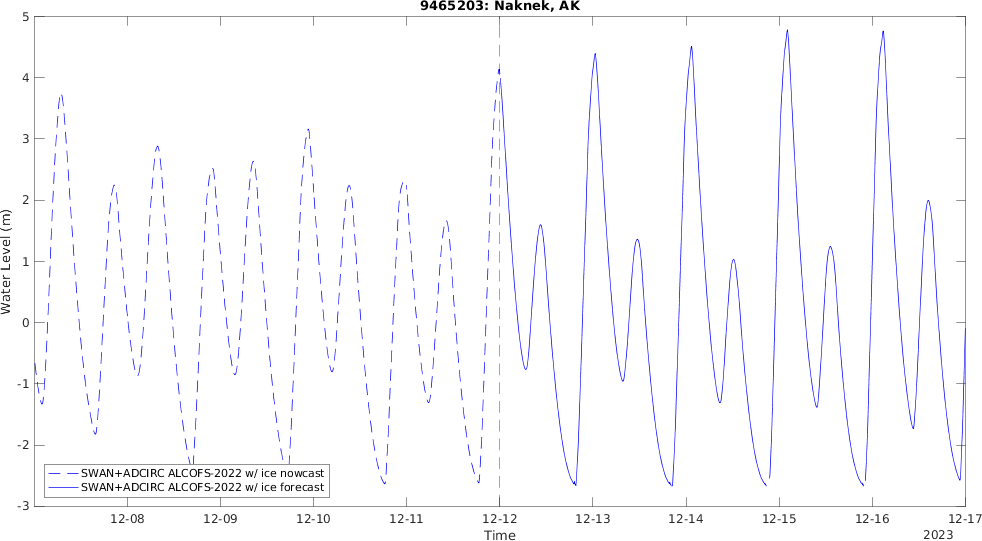 9465203: Naknek, AK
5
4
3
2
1
0
-1
-2
-3
Water Level (m)
SWAN+ADCIRC ALCOFS-2022 w/ ice nowcast
SWAN+ADCIRC ALCOFS-2022 w/ ice forecast
12-08 12-09 12-10 12-11 12-12 12-13 12-14 12-15 12-16 12-17
Time
2023